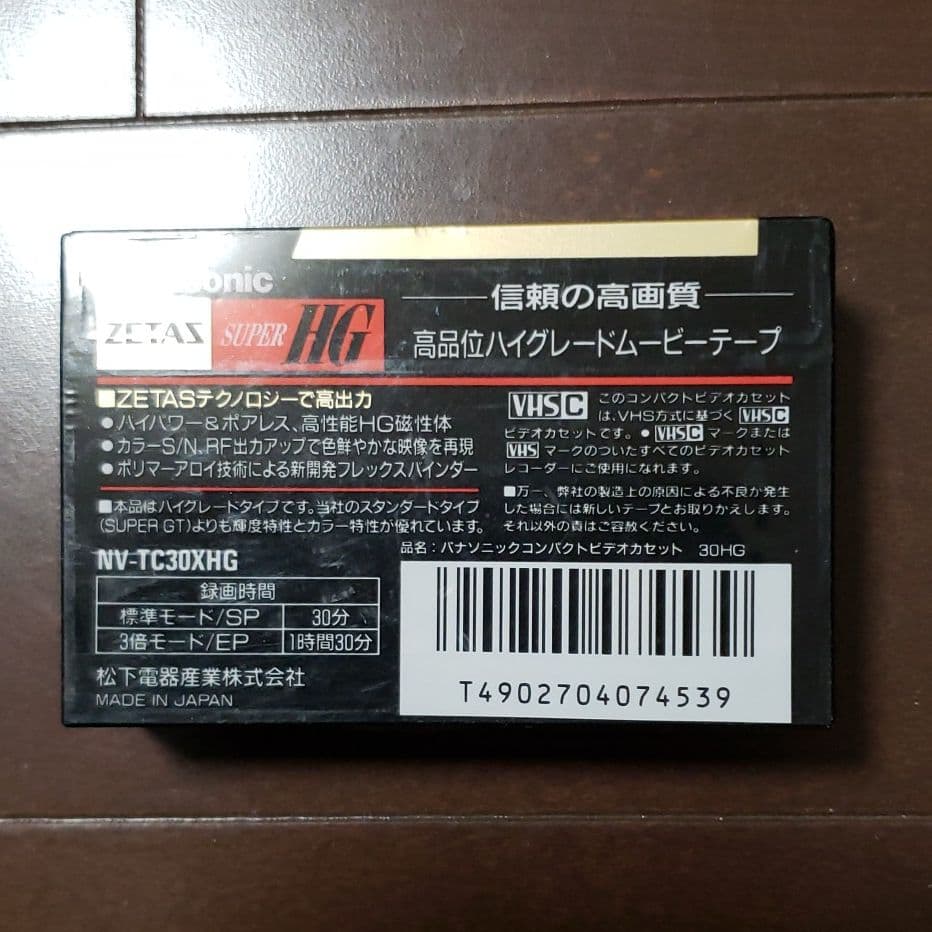 Panasonic
ZETAS SUPER HG
信頼の高画質
高品位ハイグレードムービーテープ
■ZETASテクノロジーで高出力
●ハイパワー&ポアレス、高性能HG磁性体
●カラーS/N、RF出力アップで色鮮やかな映像を再現
●ポリマーアロイ技術による新開発フレックスバインダー
■本品はハイグレードタイプです。当社のスタンダードタイプ
(SUPER GT)よりも輝度特性とカラー特性が優れています。
VHSC このコンパクトビデオカセット
は、VHS方式に基づく VHSC
ビデオカセットです。● VHSC マークまたは
VHS マークのついたすべてのビデオカセット
レコーダーにご使用になれます。
■万一、弊社の製造上の原因による不良か発生
した場合には新しいテープとお取りかえします。
それ以外の責はご容赦ください。
NV-TC30XHG
録画時間
標準モード/SP 30分
3倍モード/EP 1時間30分
松下電器産業株式会社
MADE IN JAPAN
品名:パナソニックコンパクトビデオカセット 30HG
T4902704074539